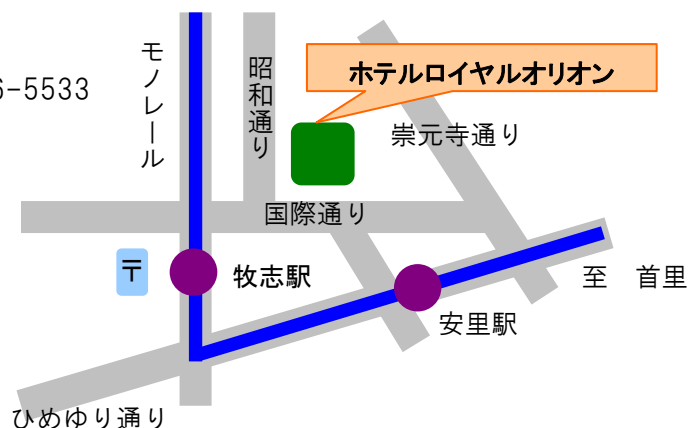 モノレール
昭和通り
ホテルロイヤルオリオン
6-5533
崇元寺通り
国際通り
〒
牧志駅
至　首里
安里駅
ひめゆり通り